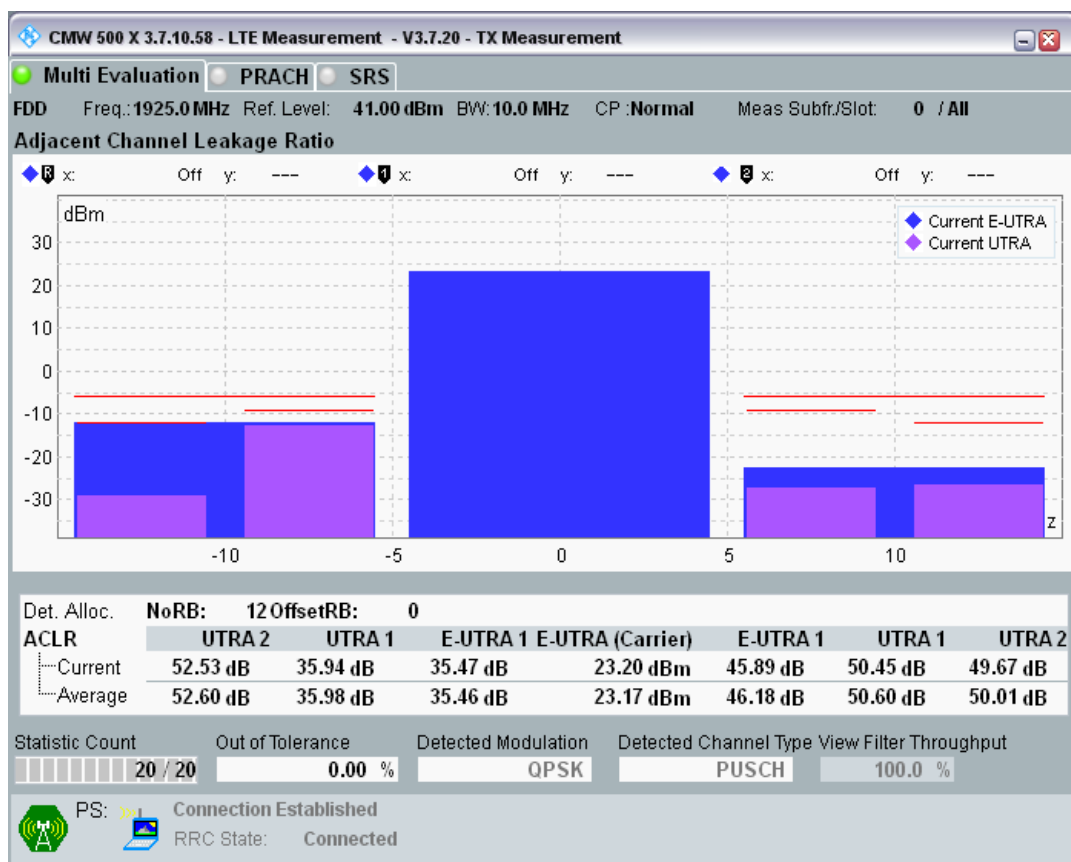 CMW 500 X 3.7.10.58 - LTE Measurement - V3.7.20 - TX Measurement
Multi Evaluation PRACH SRS
FDD Freq.: 1925.0 MHz Ref. Level: 41.00 dBm BW: 10.0 MHz CP :Normal Meas Subfr./Slot: 0 / All
Adjacent Channel Leakage Ratio
R x: Off y: --- 1 x: Off y: --- 2 x: Off y: ---
dBm
Current E-UTRA
Current UTRA
30
20
10
0
-10
-20
-30
z
-10 -5 0 5 10
Det. Alloc. NoRB: 12 OffsetRB: 0
ACLR UTRA 2 UTRA 1 E-UTRA 1 E-UTRA (Carrier) E-UTRA 1 UTRA 1 UTRA 2
Current 52.53 dB 35.94 dB 35.47 dB 23.20 dBm 45.89 dB 50.45 dB 49.67 dB
Average 52.60 dB 35.98 dB 35.46 dB 23.17 dBm 46.18 dB 50.60 dB 50.01 dB
Statistic Count Out of Tolerance Detected Modulation Detected Channel Type View Filter Throughput
20 / 20 0.00 % QPSK PUSCH 100.0 %
PS: Connection Established
RRC State: Connected